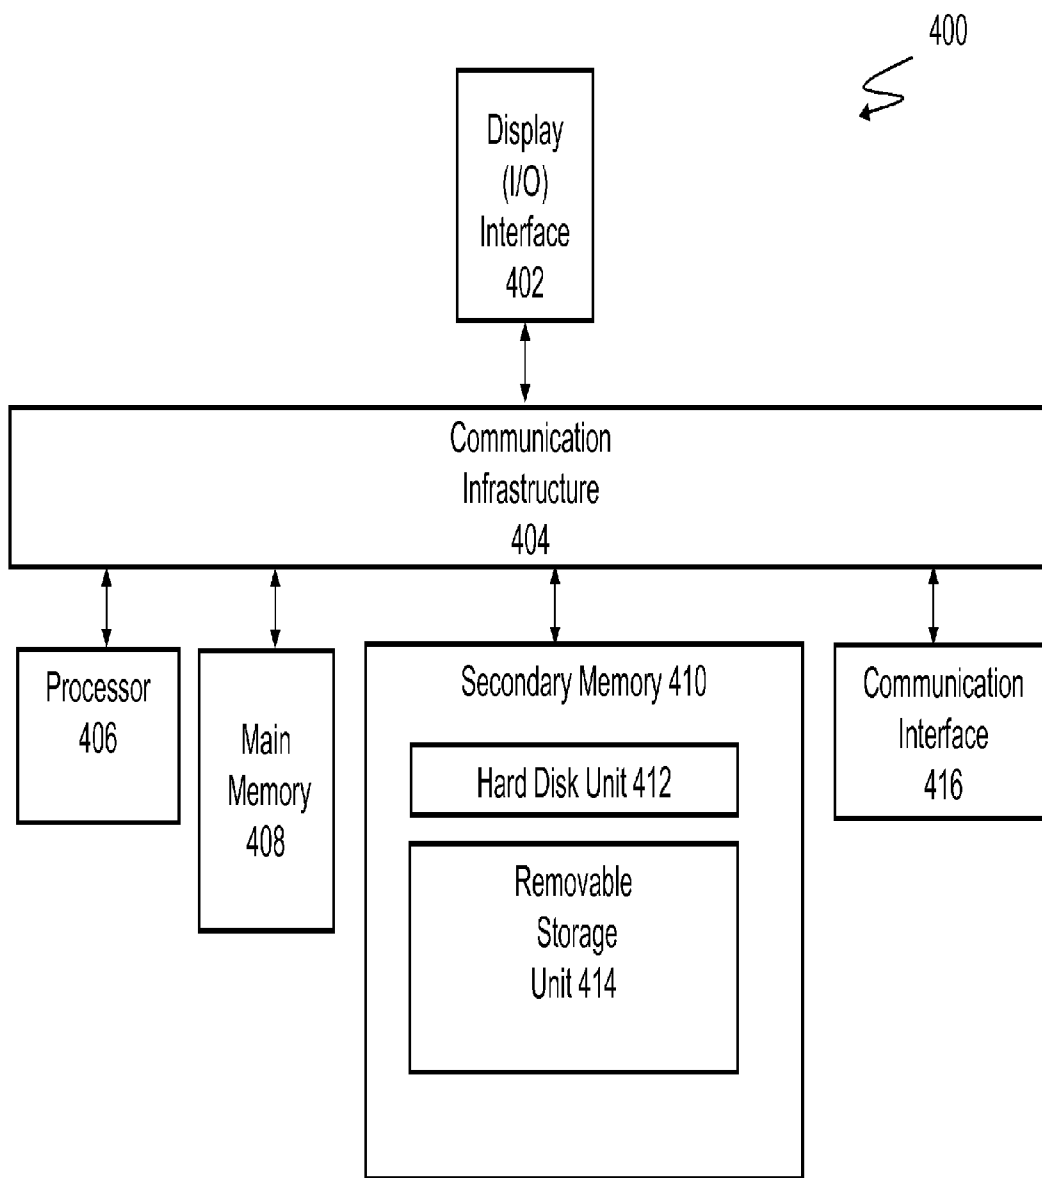 400
Display
(I/O)
Interface
402
Communication
Infrastructure
404
Processor
406
Main
Memory
408
Secondary Memory 410
Hard Disk Unit 412
Removable
Storage
Unit 414
Communication
Interface
416